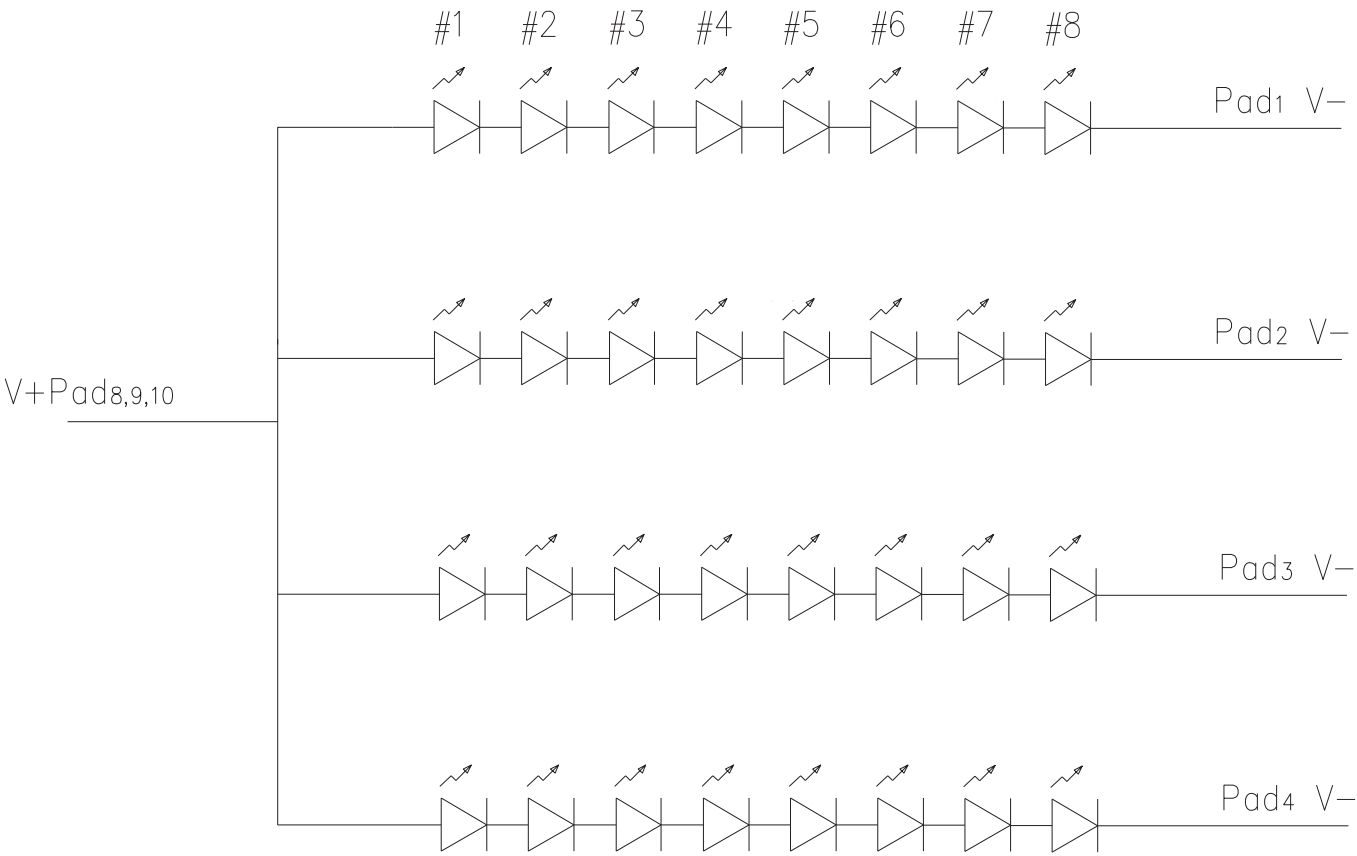 #1 #2 #3 #4 #5 #6 #7 #8
Pad1 V-
Pad2 V-
V+Pad8,9,10
Pad3 V-
Pad4 V-